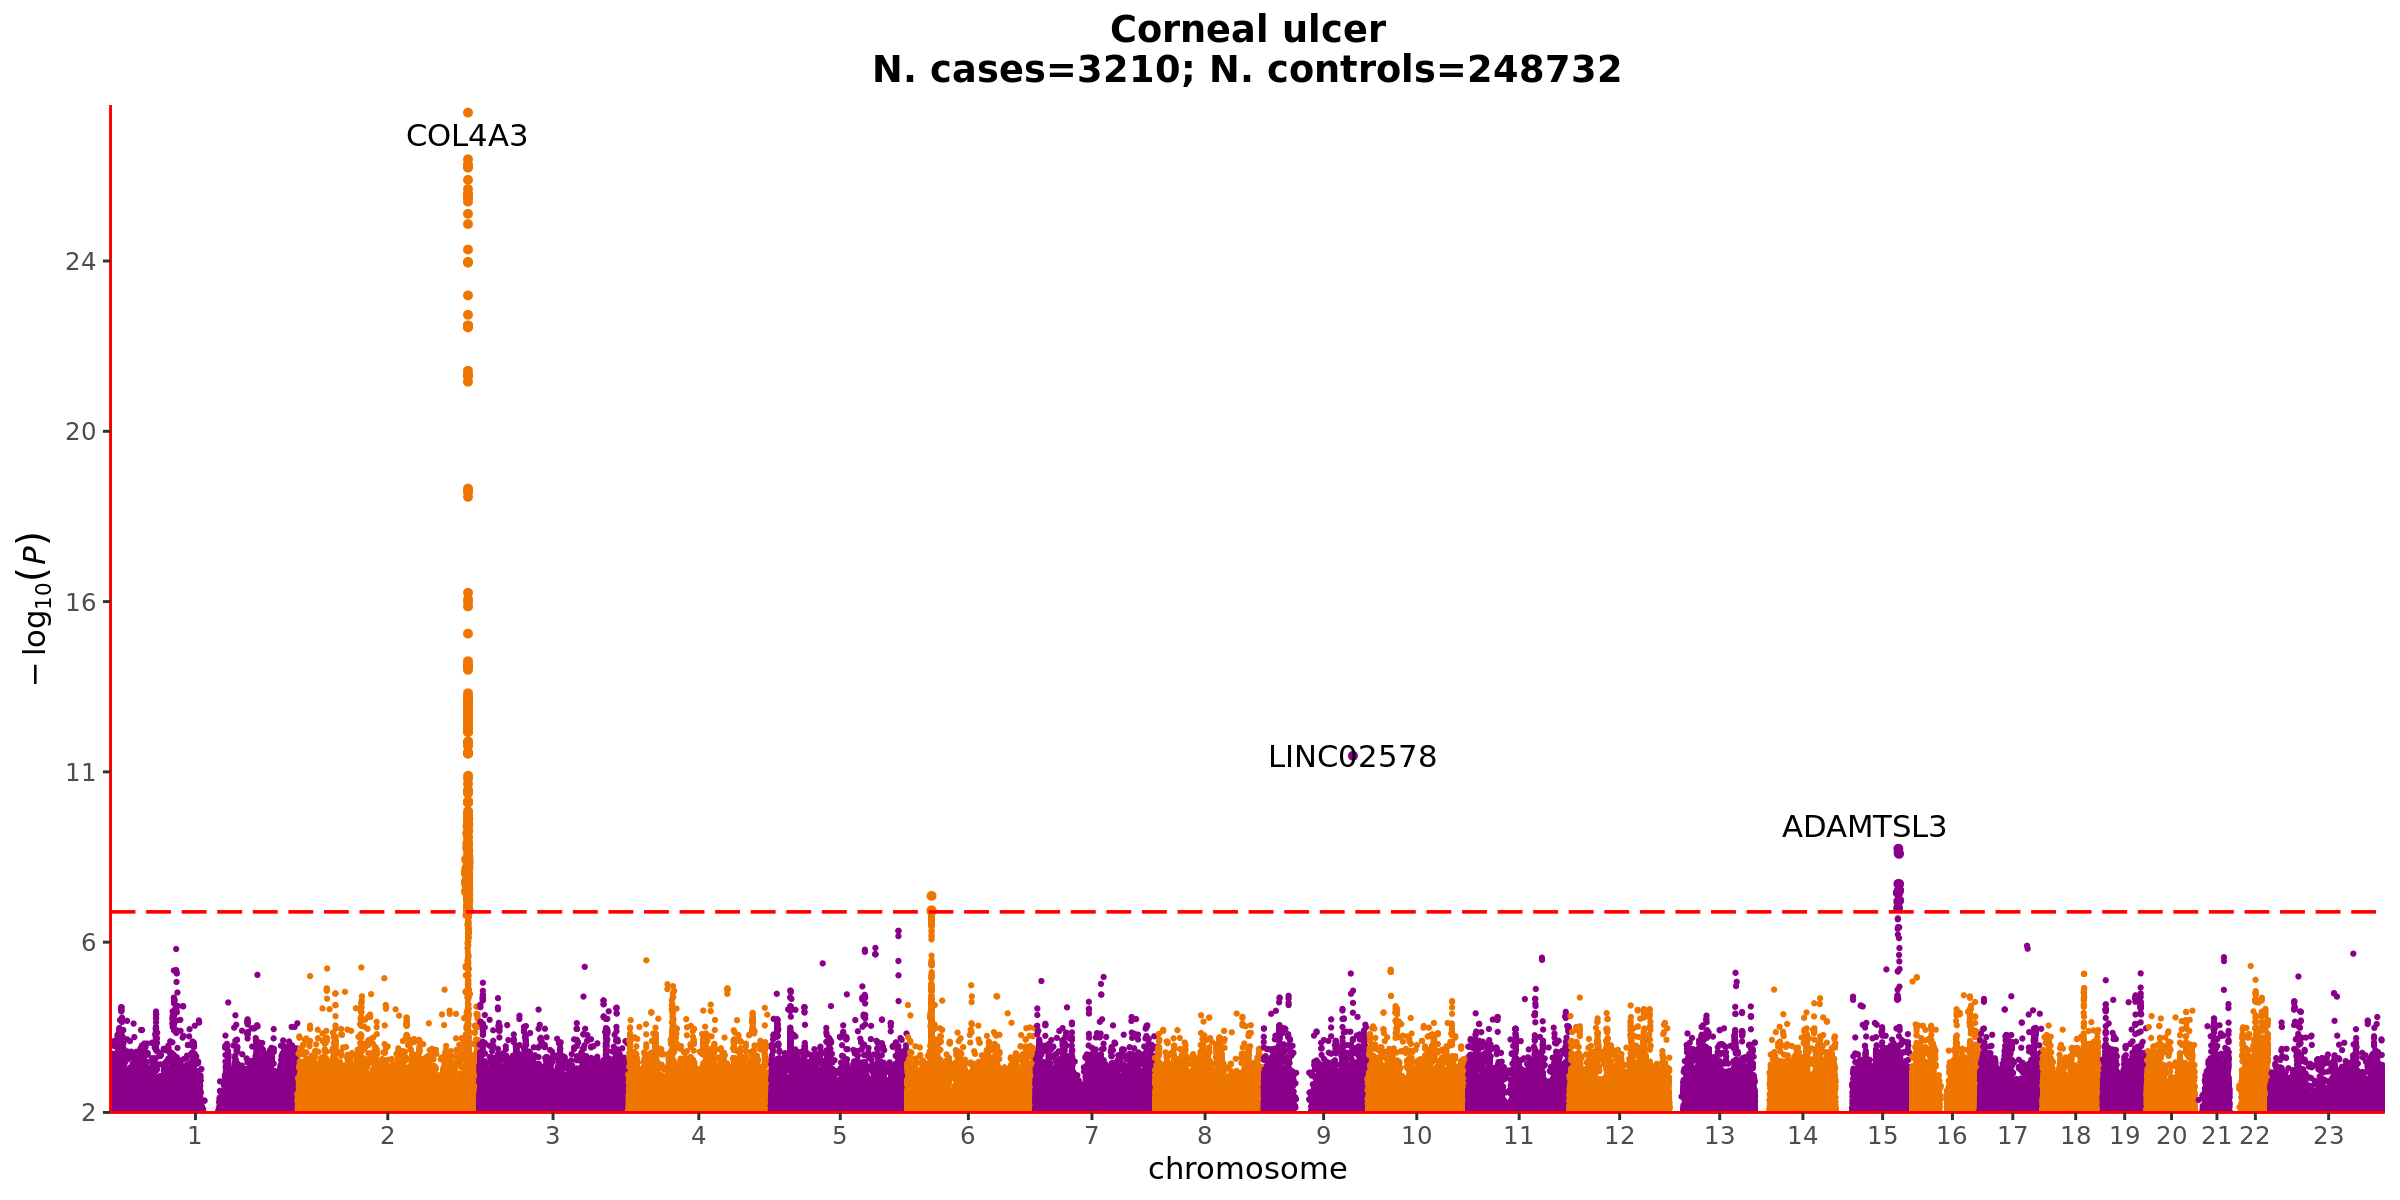 Corneal ulcer
N. cases=3210; N. controls=248732
COL4A3
24
20
16
11
6
2
− log10(P)
LINC02578
ADAMTSL3
1 2 3 4 5 6 7 8 9 10 11 12 13 14 15 16 17 18 19 20 21 22 23
chromosome